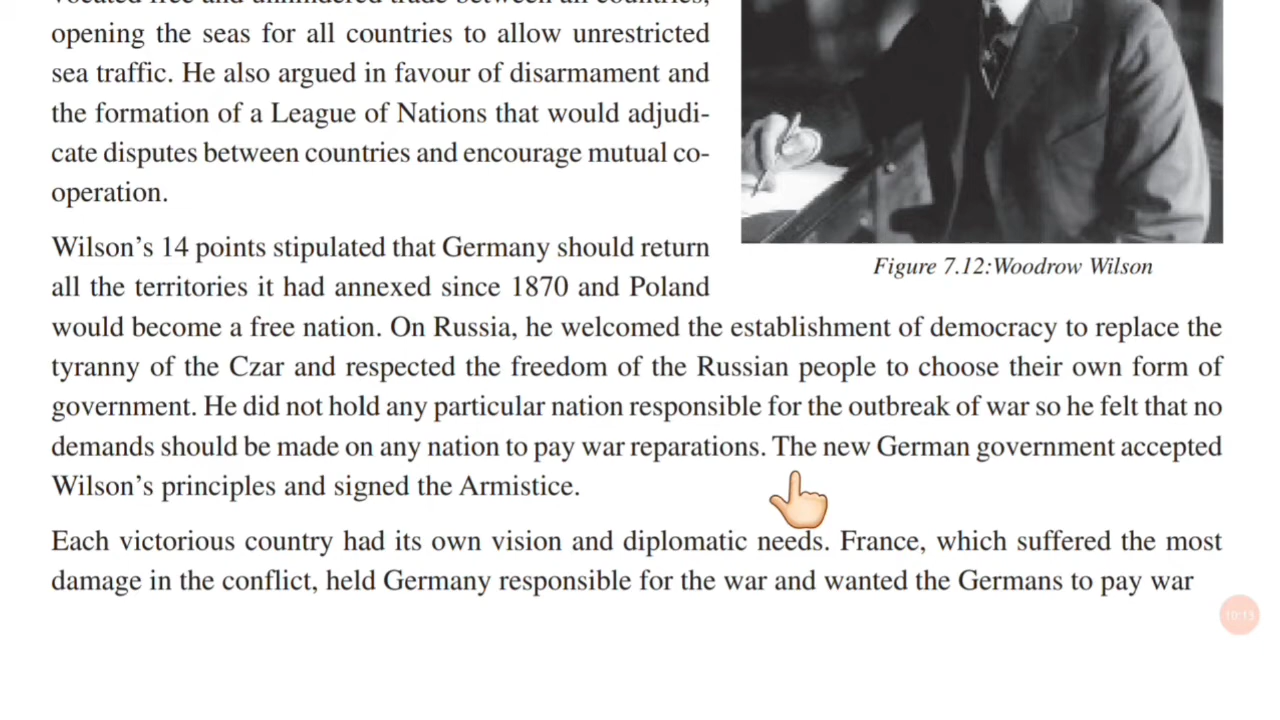 opening the seas for all countries to allow unrestricted
sea traffic. He also argued in favour of disarmament and
the formation of a League of Nations that would adjudi-
cate disputes between countries and encourage mutual co-
operation.
Figure 7.12:Woodrow Wilson
Wilson's 14 points stipulated that Germany should return
all the territories it had annexed since 1870 and Poland
would become a free nation. On Russia, he welcomed the establishment of democracy to replace the
tyranny of the Czar and respected the freedom of the Russian people to choose their own form of
government. He did not hold any particular nation responsible for the outbreak of war so he felt that no
demands should be made on any nation to pay war reparations. The new German government accepted
Wilson's principles and signed the Armistice.
Each victorious country had its own vision and diplomatic needs. France, which suffered the most
damage in the conflict, held Germany responsible for the war and wanted the Germans to pay war
10:13